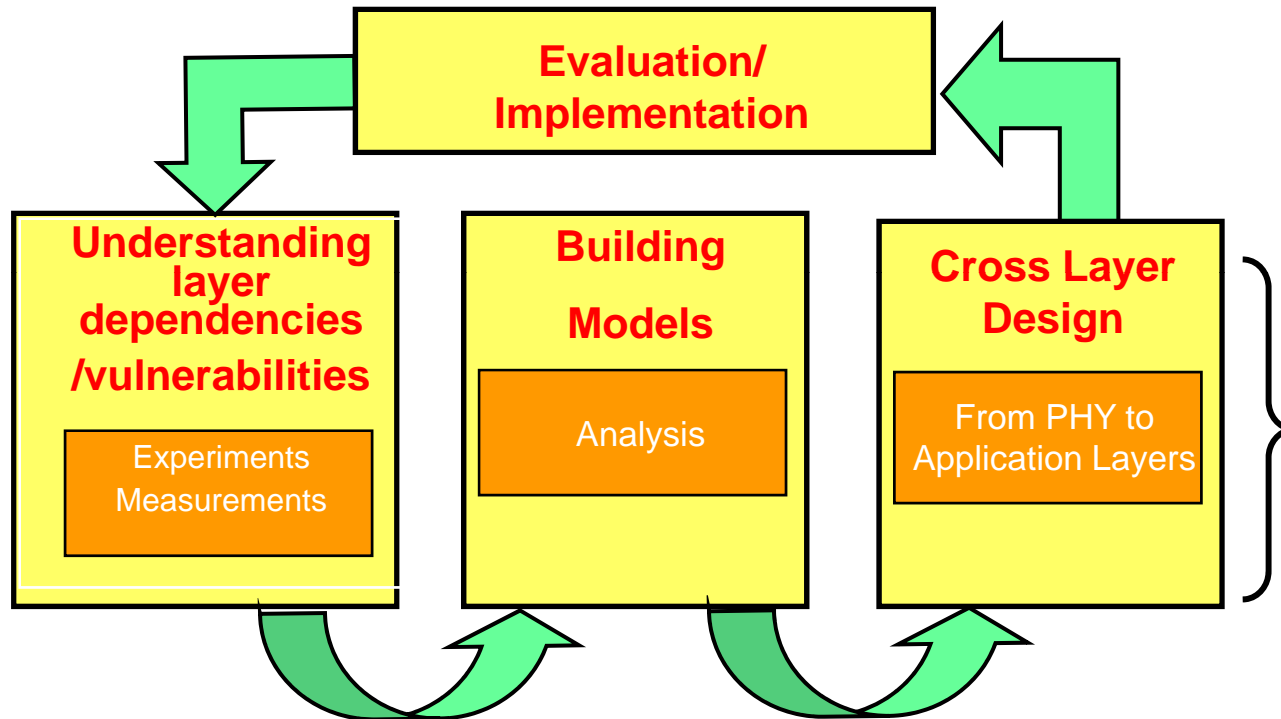 Evaluation/
Implementation
Understanding
layer
dependencies
/vulnerabilities
Experiments
Measurements
Building
Models
Analysis
Cross Layer
Design
From PHY to
Application Layers